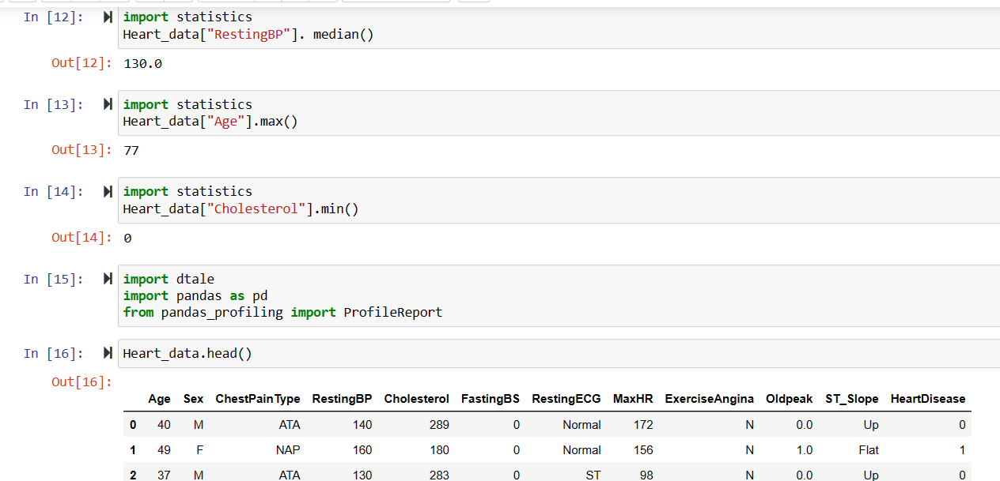 In [12]: import statistics
Heart_data["RestingBP"]. median()
Out[12]: 130.0
In [13]: import statistics
Heart_data["Age"].max()
Out[13]: 77
In [14]: import statistics
Heart_data["Cholesterol"].min()
Out[14]: 0
In [15]: import dtale
import pandas as pd
from pandas_profiling import ProfileReport
In [16]: Heart_data.head()
Out[16]:
Age Sex ChestPainType RestingBP Cholesterol FastingBS RestingECG MaxHR ExerciseAngina Oldpeak ST_Slope HeartDisease
0 40 M ATA 140 289 0 Normal 172 N 0.0 Up 0
1 49 F NAP 160 180 0 Normal 156 N 1.0 Flat 1
2 37 M ATA 130 283 0 ST 98 N 0.0 Up 0